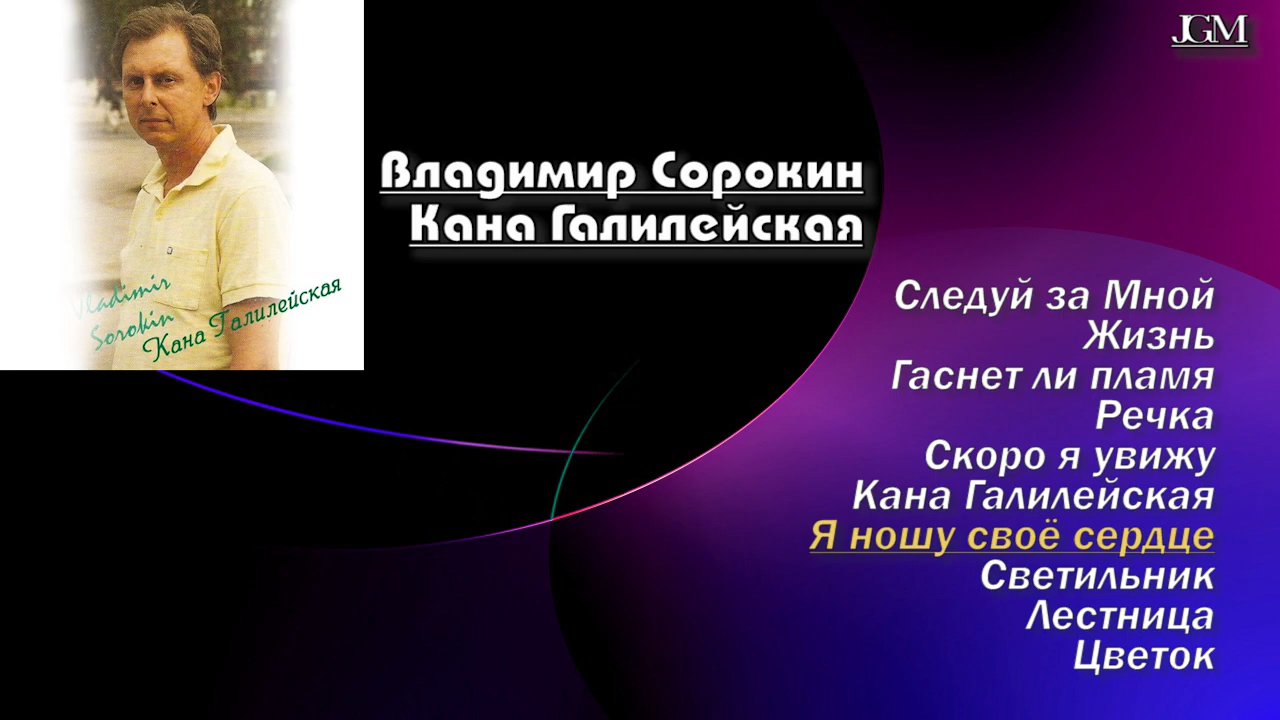 JGM
Владимир Сорокин
Кана Галилейская
Vladimir
Sorokin
Кана Галилейская
Следуй за Мной
Жизнь
Гаснет ли пламя
Речка
Скоро я увижу
Кана Галилейская
Я ношу своё сердце
Светильник
Лестница
Цветок